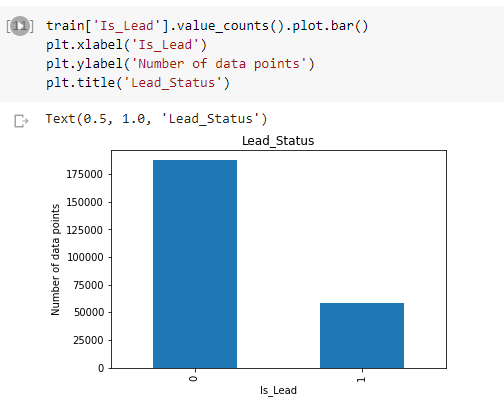 [11] train['Is_Lead'].value_counts().plot.bar()
plt.xlabel('Is_Lead')
plt.ylabel('Number of data points')
plt.title('Lead_Status')
Text(0.5, 1.0, 'Lead_Status')
Lead_Status
175000
150000
125000
100000
75000
50000
25000
0
Number of data points
0
1
Is_Lead